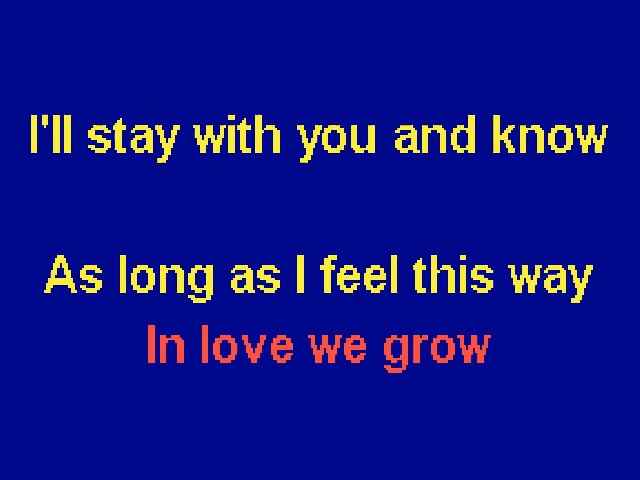 I'll stay with you and know
As long as I feel this way
In love we grow